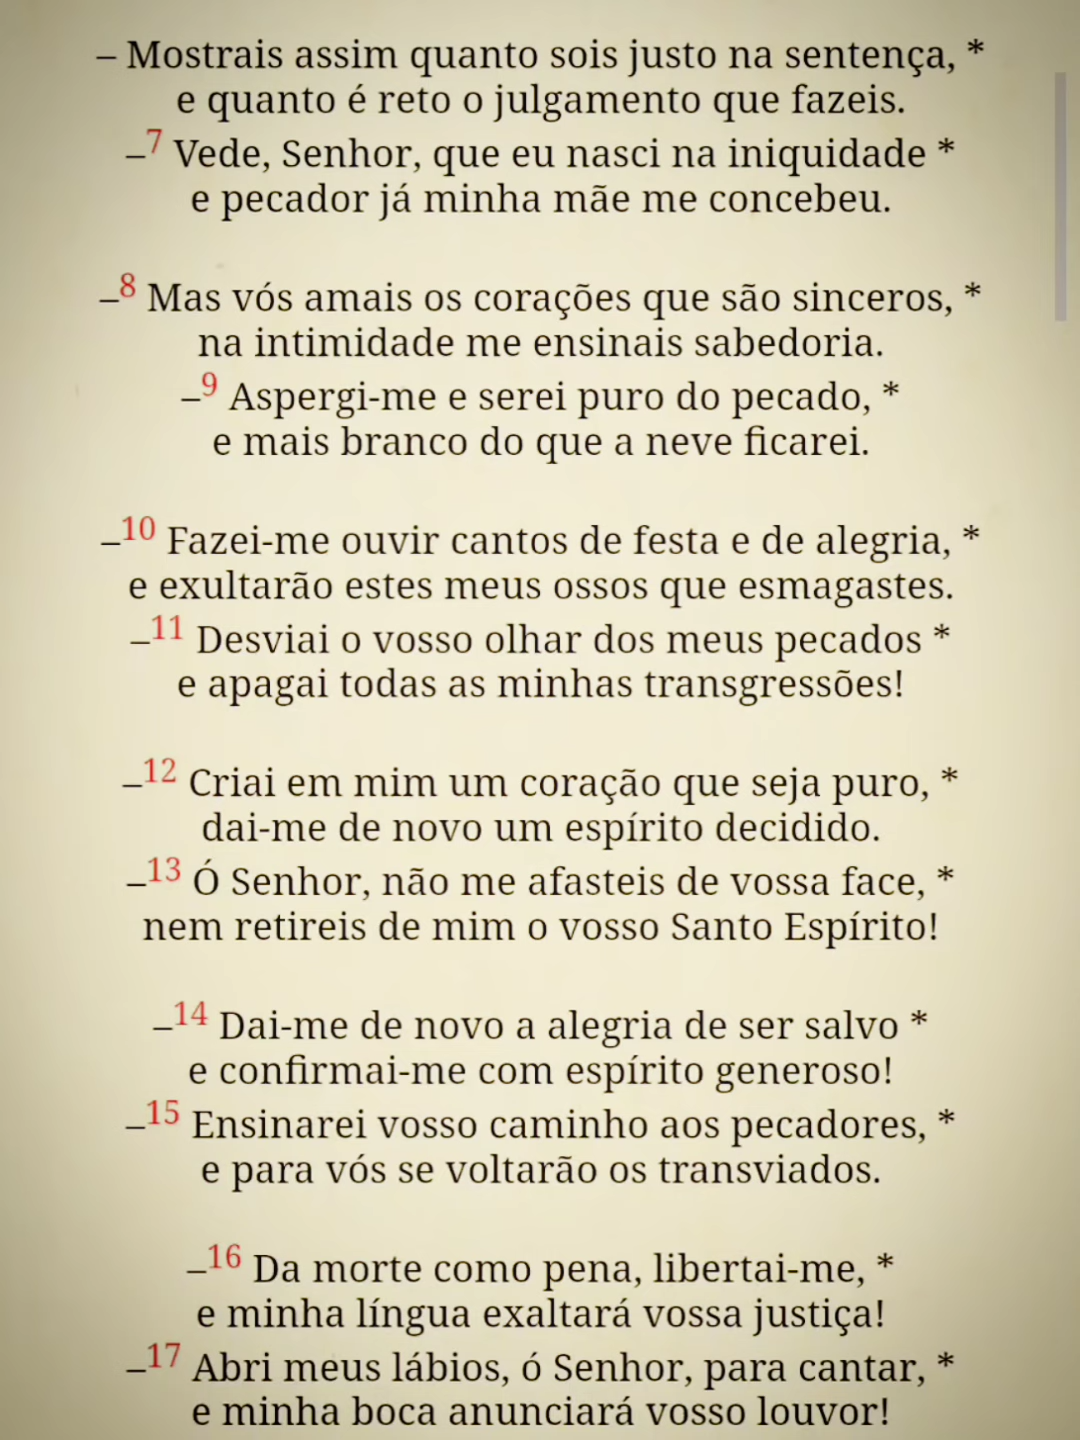 – Mostrais assim quanto sois justo na sentença, *
e quanto é reto o julgamento que fazeis.
–7 Vede, Senhor, que eu nasci na iniquidade *
e pecador já minha mãe me concebeu.
–8 Mas vós amais os corações que são sinceros, *
na intimidade me ensinais sabedoria.
–9 Aspergi-me e serei puro do pecado, *
e mais branco do que a neve ficarei.
–10 Fazei-me ouvir cantos de festa e de alegria, *
e exultarão estes meus ossos que esmagastes.
–11 Desviai o vosso olhar dos meus pecados *
e apagai todas as minhas transgressões!
–12 Criai em mim um coração que seja puro, *
dai-me de novo um espírito decidido.
–13 Ó Senhor, não me afasteis de vossa face, *
nem retireis de mim o vosso Santo Espírito!
–14 Dai-me de novo a alegria de ser salvo *
e confirmai-me com espírito generoso!
–15 Ensinarei vosso caminho aos pecadores, *
e para vós se voltarão os transviados.
–16 Da morte como pena, libertai-me, *
e minha língua exaltará vossa justiça!
–17 Abri meus lábios, ó Senhor, para cantar, *
e minha boca anunciará vosso louvor!